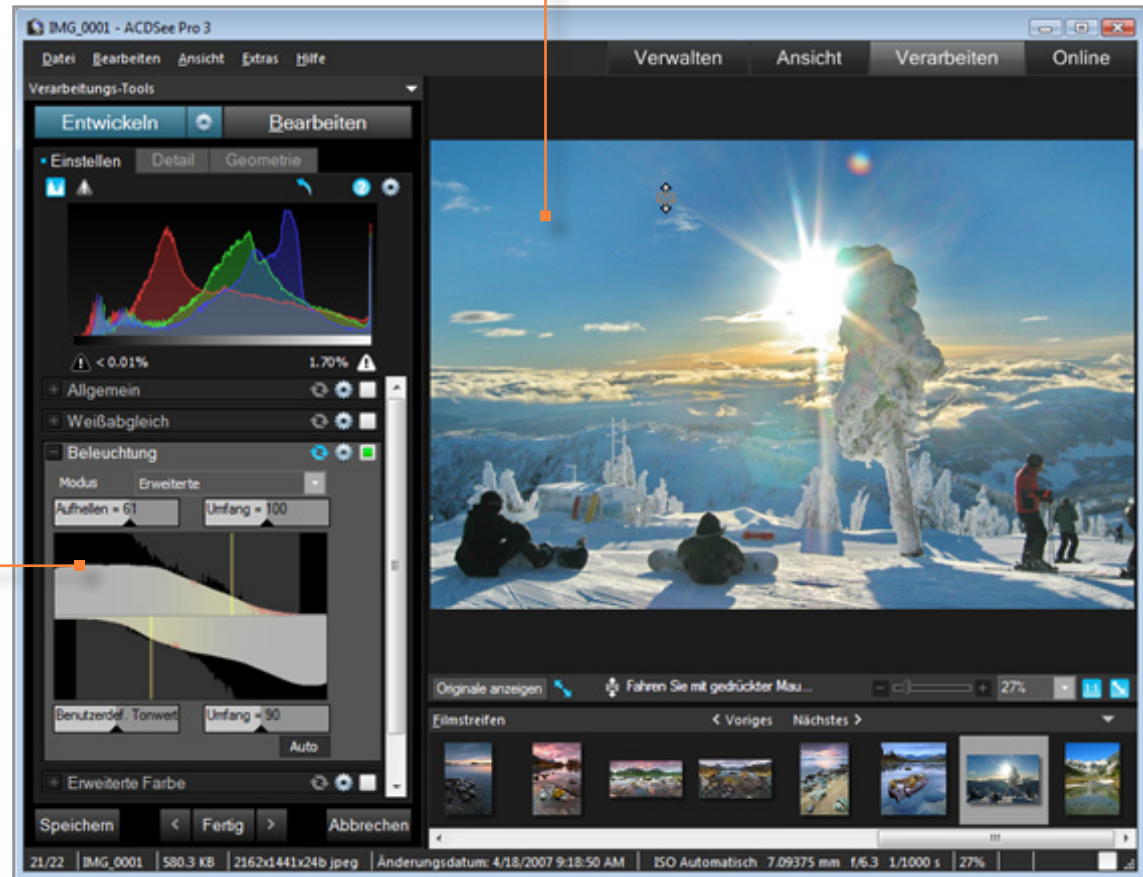 IMG_0001 - ACDSee Pro 3
Datei Bearbeiten Ansicht Extras Hilfe
Verwalten Ansicht Verarbeiten Online
Verarbeitungs-Tools
Entwickeln Bearbeiten
Einstellen Detail Geometrie
< 0.01% 1.70%
Allgemein
Weißabgleich
Beleuchtung
Modus Erweiterte
Aufhellen = 61 Umfang = 100
Benutzerdef. Tonwert Umfang = 90
Auto
Erweiterte Farbe
Speichern < Fertig > Abbrechen
Originale anzeigen Fahren Sie mit gedrückter Mau... 27% 1:1
Filmstreifen < Voriges Nächstes >
21/22 IMG_0001 580.3 KB 2162x1441x24b jpeg Änderungsdatum: 4/18/2007 9:18:50 AM ISO Automatisch 7.09375 mm f/6.3 1/1000 s 27%